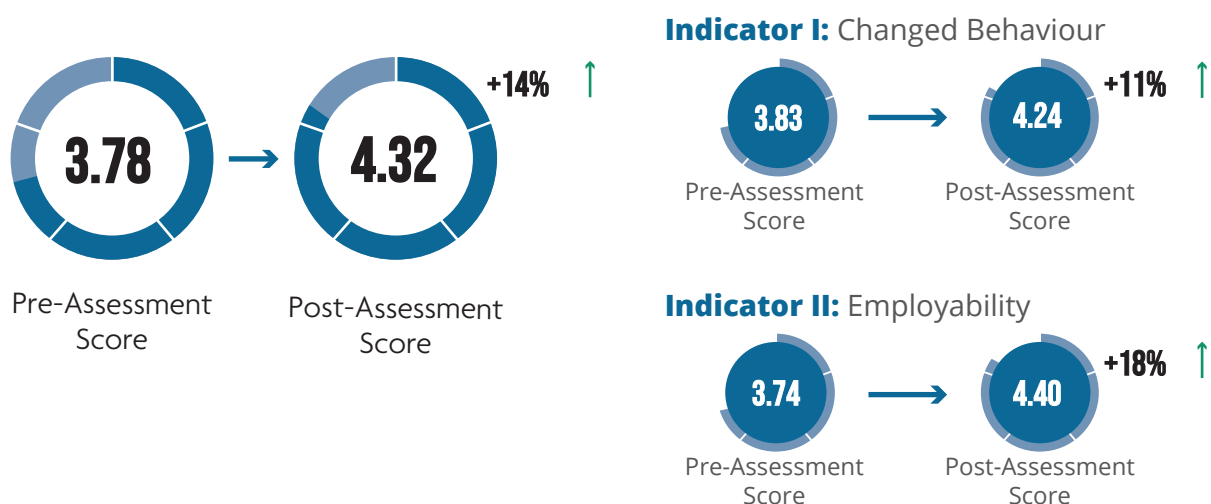 3.78
4.32
+14% ↑
Pre-Assessment
Score
Post-Assessment
Score
Indicator I: Changed Behaviour
3.83
4.24
+11% ↑
Pre-Assessment
Score
Post-Assessment
Score
Indicator II: Employability
3.74
4.40
+18% ↑
Pre-Assessment
Score
Post-Assessment
Score